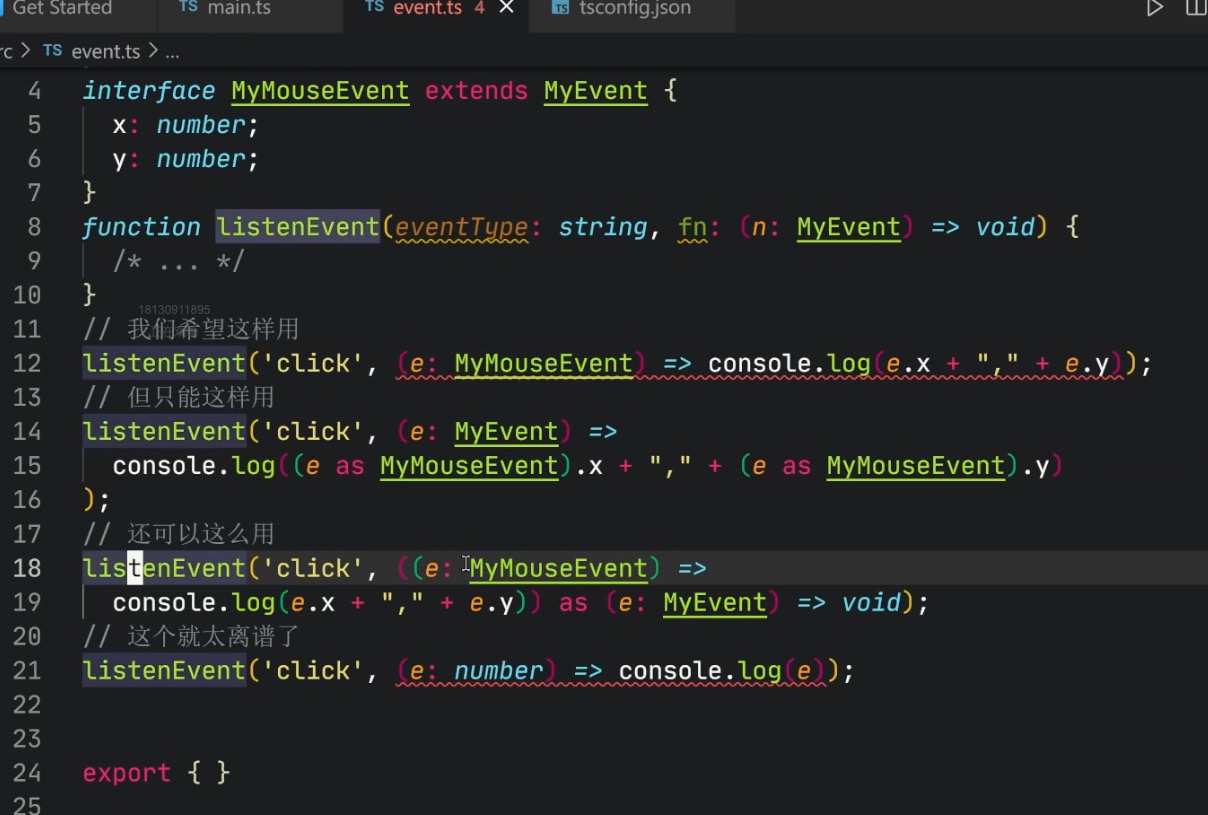 Get Started TS main.ts TS event.ts 4 × TS tsconfig.json
rc > TS event.ts > ...
4 interface MyMouseEvent extends MyEvent {
5 x: number;
6 y: number;
7 }
8 function listenEvent(eventType: string, fn: (n: MyEvent) => void) {
9 /* ... */
10 }
18130911895
11 // 我们希望这样用
12 listenEvent('click', (e: MyMouseEvent) => console.log(e.x + "," + e.y));
13 // 但只能这样用
14 listenEvent('click', (e: MyEvent) =>
15 console.log((e as MyMouseEvent).x + "," + (e as MyMouseEvent).y)
16 );
17 // 还可以这么用
18 listenEvent('click', ((e: MyMouseEvent) =>
19 console.log(e.x + "," + e.y)) as (e: MyEvent) => void);
20 // 这个就太离谱了
21 listenEvent('click', (e: number) => console.log(e));
22
23
24 export { }
25